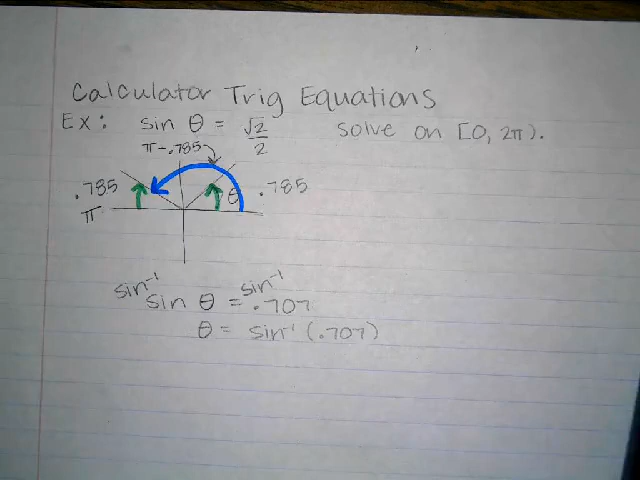 Calculator Trig Equations
Ex: sin θ = √2/2 solve on [0, 2π).
π-.785
.785 θ .785
π
sin⁻¹ sin⁻¹
sin θ = .707
θ = sin⁻¹ (.707)